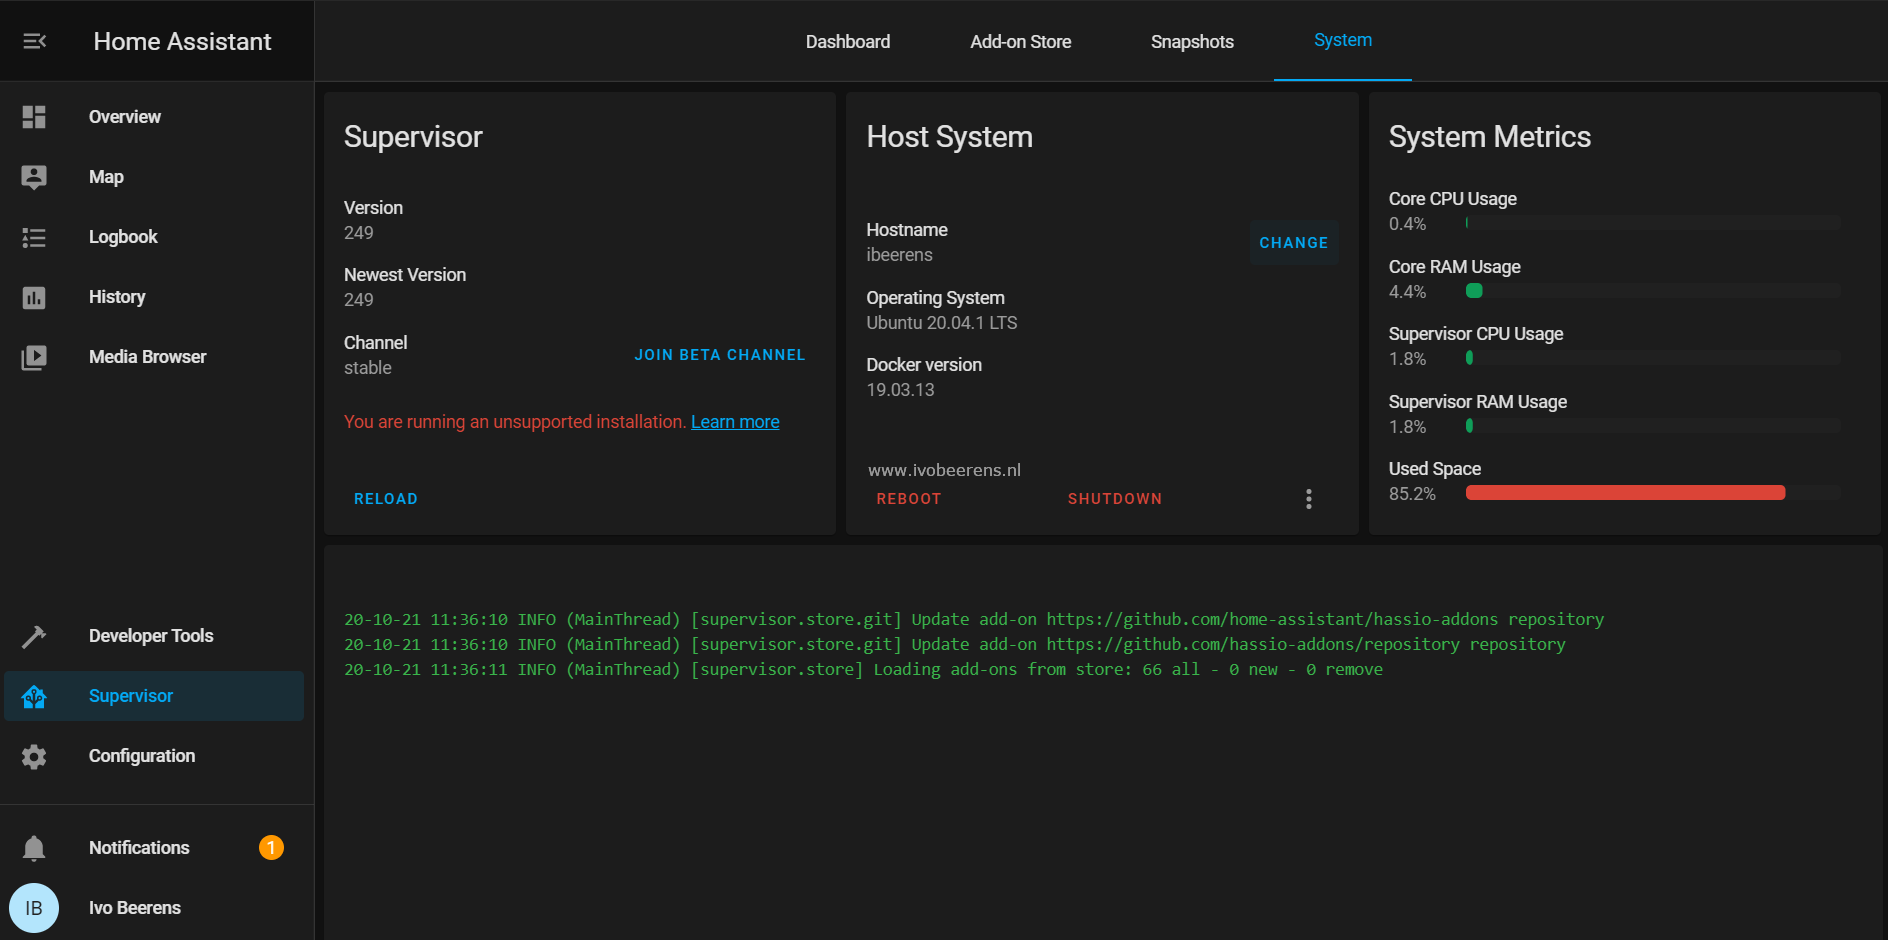 Home Assistant
Dashboard
Add-on Store
Snapshots
System
Overview
Map
Logbook
History
Media Browser
Developer Tools
Supervisor
Configuration
Notifications
1
IB
Ivo Beerens
Supervisor
Version
249
Newest Version
249
Channel
stable
JOIN BETA CHANNEL
You are running an unsupported installation. Learn more
RELOAD
Host System
Hostname
ibeerens
CHANGE
Operating System
Ubuntu 20.04.1 LTS
Docker version
19.03.13
www.ivobeerens.nl
REBOOT
SHUTDOWN
System Metrics
Core CPU Usage
0.4%
Core RAM Usage
4.4%
Supervisor CPU Usage
1.8%
Supervisor RAM Usage
1.8%
Used Space
85.2%
20-10-21 11:36:10 INFO (MainThread) [supervisor.store.git] Update add-on https://github.com/home-assistant/hassio-addons repository
20-10-21 11:36:10 INFO (MainThread) [supervisor.store.git] Update add-on https://github.com/hassio-addons/repository repository
20-10-21 11:36:11 INFO (MainThread) [supervisor.store] Loading add-ons from store: 66 all - 0 new - 0 remove